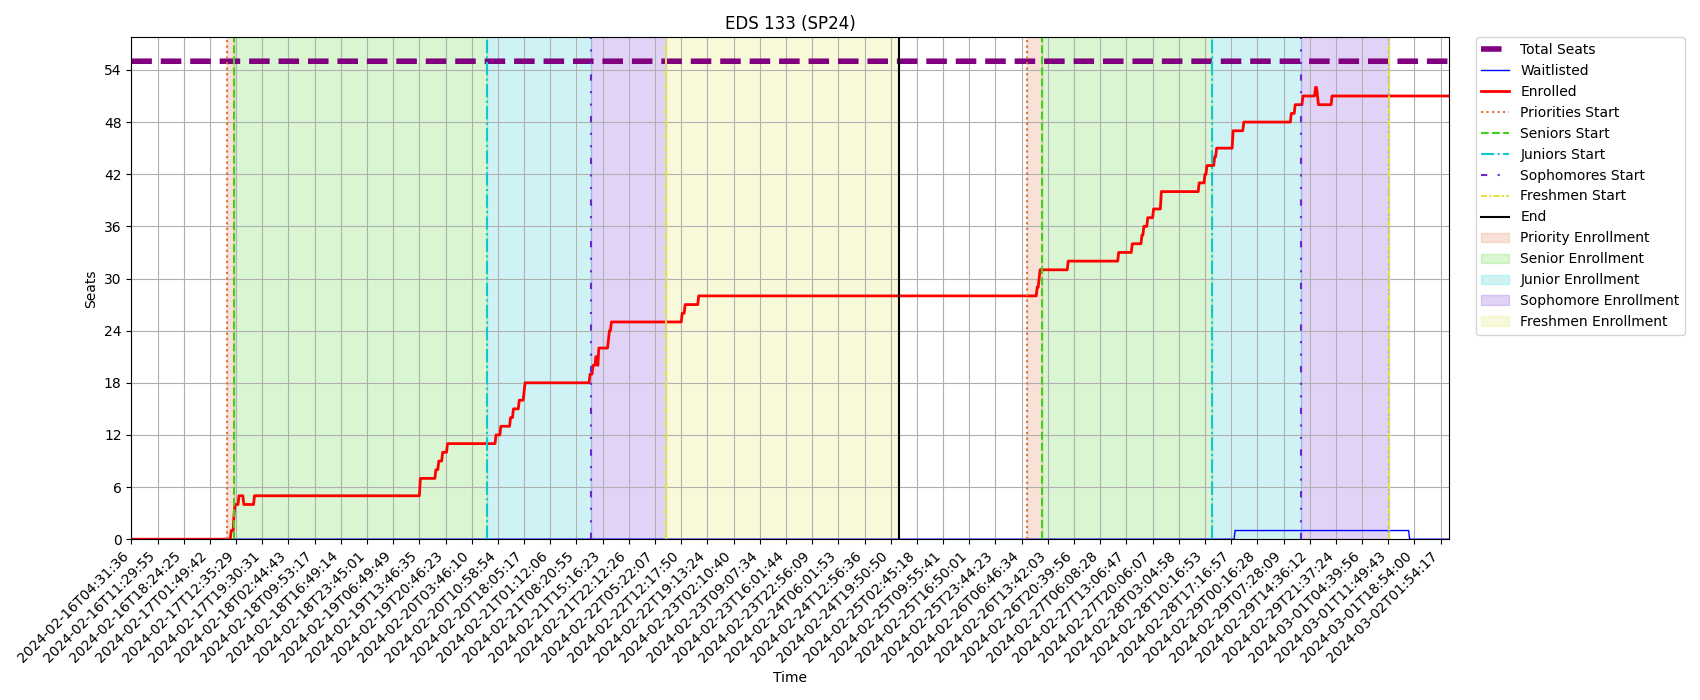 EDS 133 (SP24)
Seats
54
48
42
36
30
24
18
12
6
0
2024-02-16T04:31:36
2024-02-16T11:29:55
2024-02-16T18:24:25
2024-02-17T01:49:42
2024-02-17T12:35:29
2024-02-17T19:30:31
2024-02-18T02:44:43
2024-02-18T09:53:17
2024-02-18T16:49:14
2024-02-18T23:45:01
2024-02-19T06:49:49
2024-02-19T13:46:35
2024-02-19T20:46:23
2024-02-20T03:46:10
2024-02-20T10:58:54
2024-02-20T18:05:17
2024-02-21T01:12:06
2024-02-21T08:20:55
2024-02-21T15:16:23
2024-02-21T22:12:26
2024-02-22T05:22:07
2024-02-22T12:17:50
2024-02-22T19:13:24
2024-02-23T02:10:40
2024-02-23T09:07:34
2024-02-23T16:01:44
2024-02-23T22:56:09
2024-02-24T06:01:53
2024-02-24T12:56:36
2024-02-24T19:50:50
2024-02-25T02:45:18
2024-02-25T09:55:41
2024-02-25T16:50:01
2024-02-25T23:44:23
2024-02-26T06:46:34
2024-02-26T13:42:03
2024-02-26T20:39:56
2024-02-27T06:08:28
2024-02-27T13:06:47
2024-02-27T20:06:07
2024-02-28T03:04:58
2024-02-28T10:16:53
2024-02-28T17:16:57
2024-02-29T00:16:28
2024-02-29T07:28:09
2024-02-29T14:36:12
2024-02-29T21:37:24
2024-03-01T04:39:56
2024-03-01T11:49:43
2024-03-01T18:54:00
2024-03-02T01:54:17
Time
Total Seats
Waitlisted
Enrolled
Priorities Start
Seniors Start
Juniors Start
Sophomores Start
Freshmen Start
End
Priority Enrollment
Senior Enrollment
Junior Enrollment
Sophomore Enrollment
Freshmen Enrollment